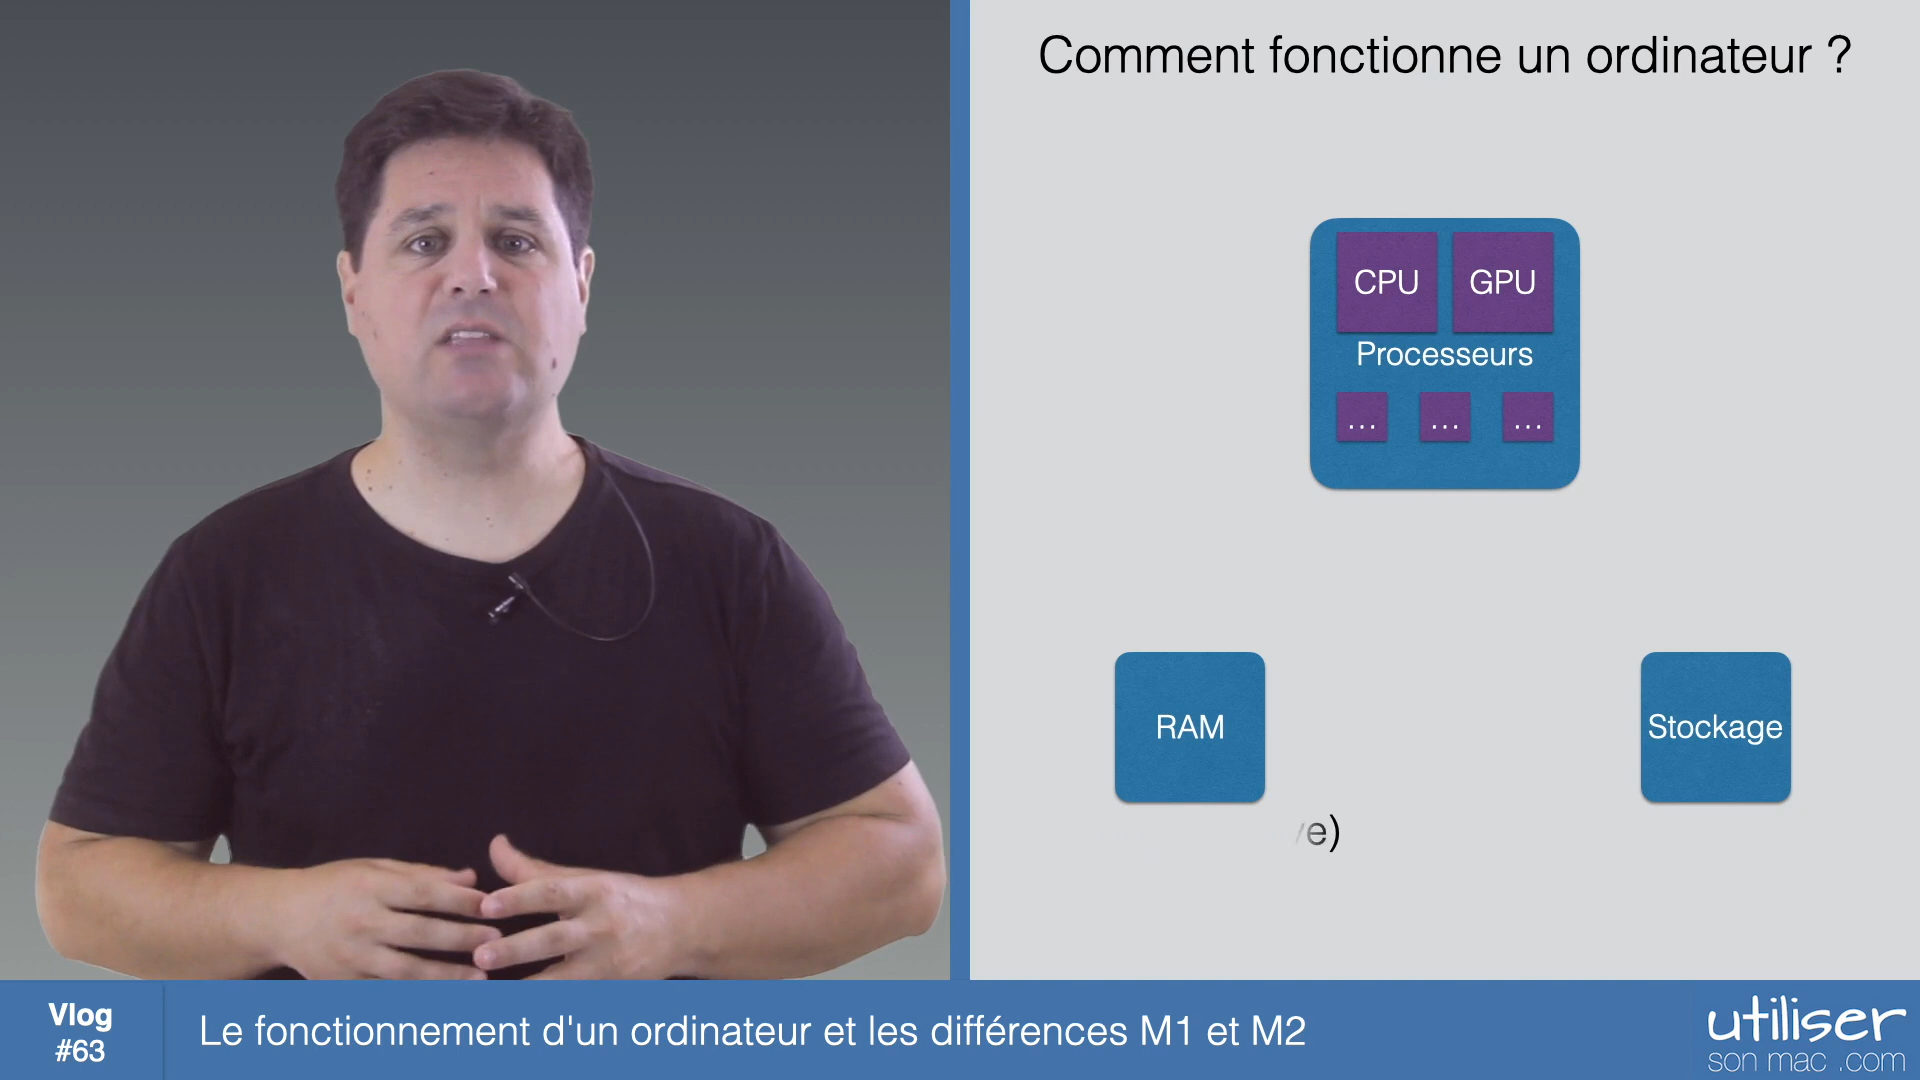 Comment fonctionne un ordinateur ?
CPU
GPU
Processeurs
...
...
...
RAM
Stockage
e)
Vlog
#63
Le fonctionnement d'un ordinateur et les différences M1 et M2
utiliser
son mac .com